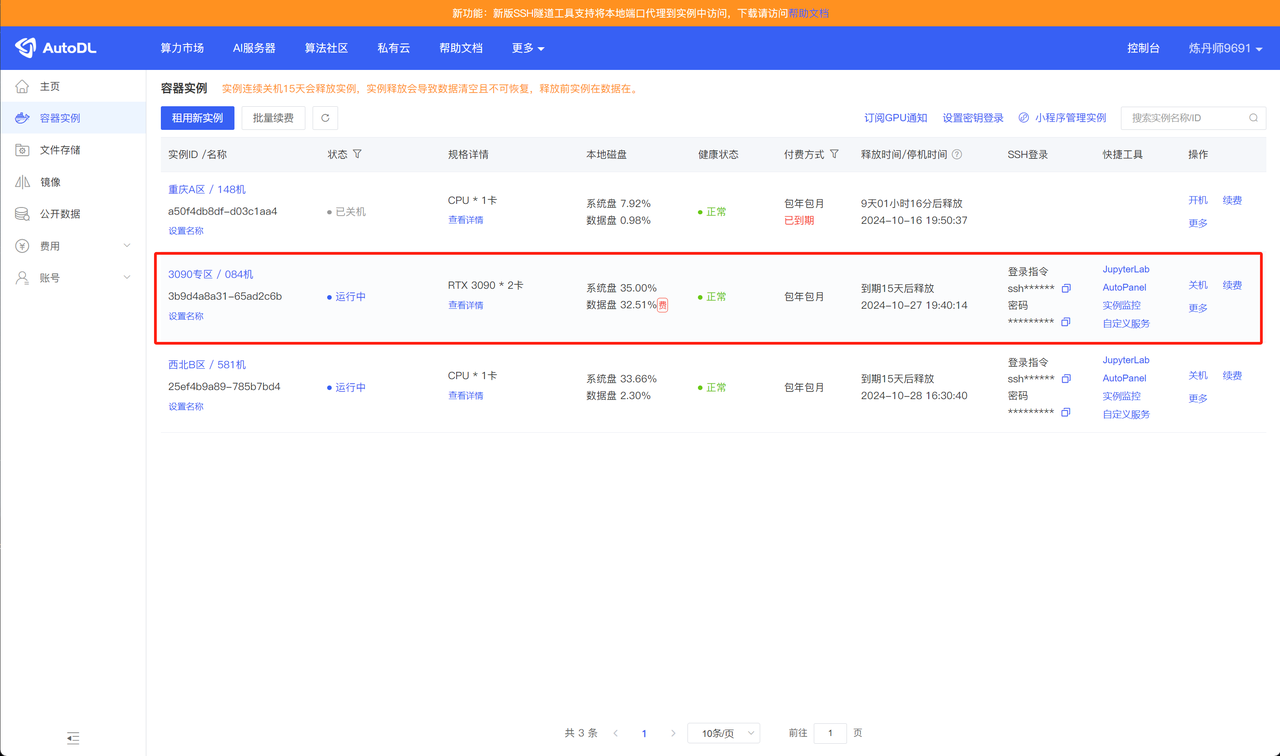 新功能：新版SSH隧道工具支持将本地端口代理到实例中访问，下载请访问帮助文档
AutoDL 算力市场 AI服务器 算法社区 私有云 帮助文档 更多 控制台 炼丹师9691
主页
容器实例
文件存储
镜像
公开数据
费用
账号
容器实例 实例连续关机15天会释放实例，实例释放会导致数据清空且不可恢复，释放前实例在数据在。
租用新实例 批量续费 订阅GPU通知 设置密钥登录 小程序管理实例 搜索实例名称/ID
实例ID /名称 状态 规格详情 本地磁盘 健康状态 付费方式 释放时间/停机时间 SSH登录 快捷工具 操作
重庆A区 / 148机
a50f4db8df-d03c1aa4
设置名称
已关机
CPU * 1卡
查看详情
系统盘 7.92%
数据盘 0.98%
正常
包年包月
已到期
9天01小时16分后释放
2024-10-16 19:50:37
开机 续费
更多
3090专区 / 084机
3b9d4a8a31-65ad2c6b
设置名称
运行中
RTX 3090 * 2卡
查看详情
系统盘 35.00%
数据盘 32.51% 费
正常
包年包月
到期15天后释放
2024-10-27 19:40:14
登录指令
ssh******
密码
*********
JupyterLab
AutoPanel
实例监控
自定义服务
关机 续费
更多
西北B区 / 581机
25ef4b9a89-785b7bd4
设置名称
运行中
CPU * 1卡
查看详情
系统盘 33.66%
数据盘 2.30%
正常
包年包月
到期15天后释放
2024-10-28 16:30:40
登录指令
ssh******
密码
*********
JupyterLab
AutoPanel
实例监控
自定义服务
关机 续费
更多
共 3 条 1 10条/页 前往 1 页